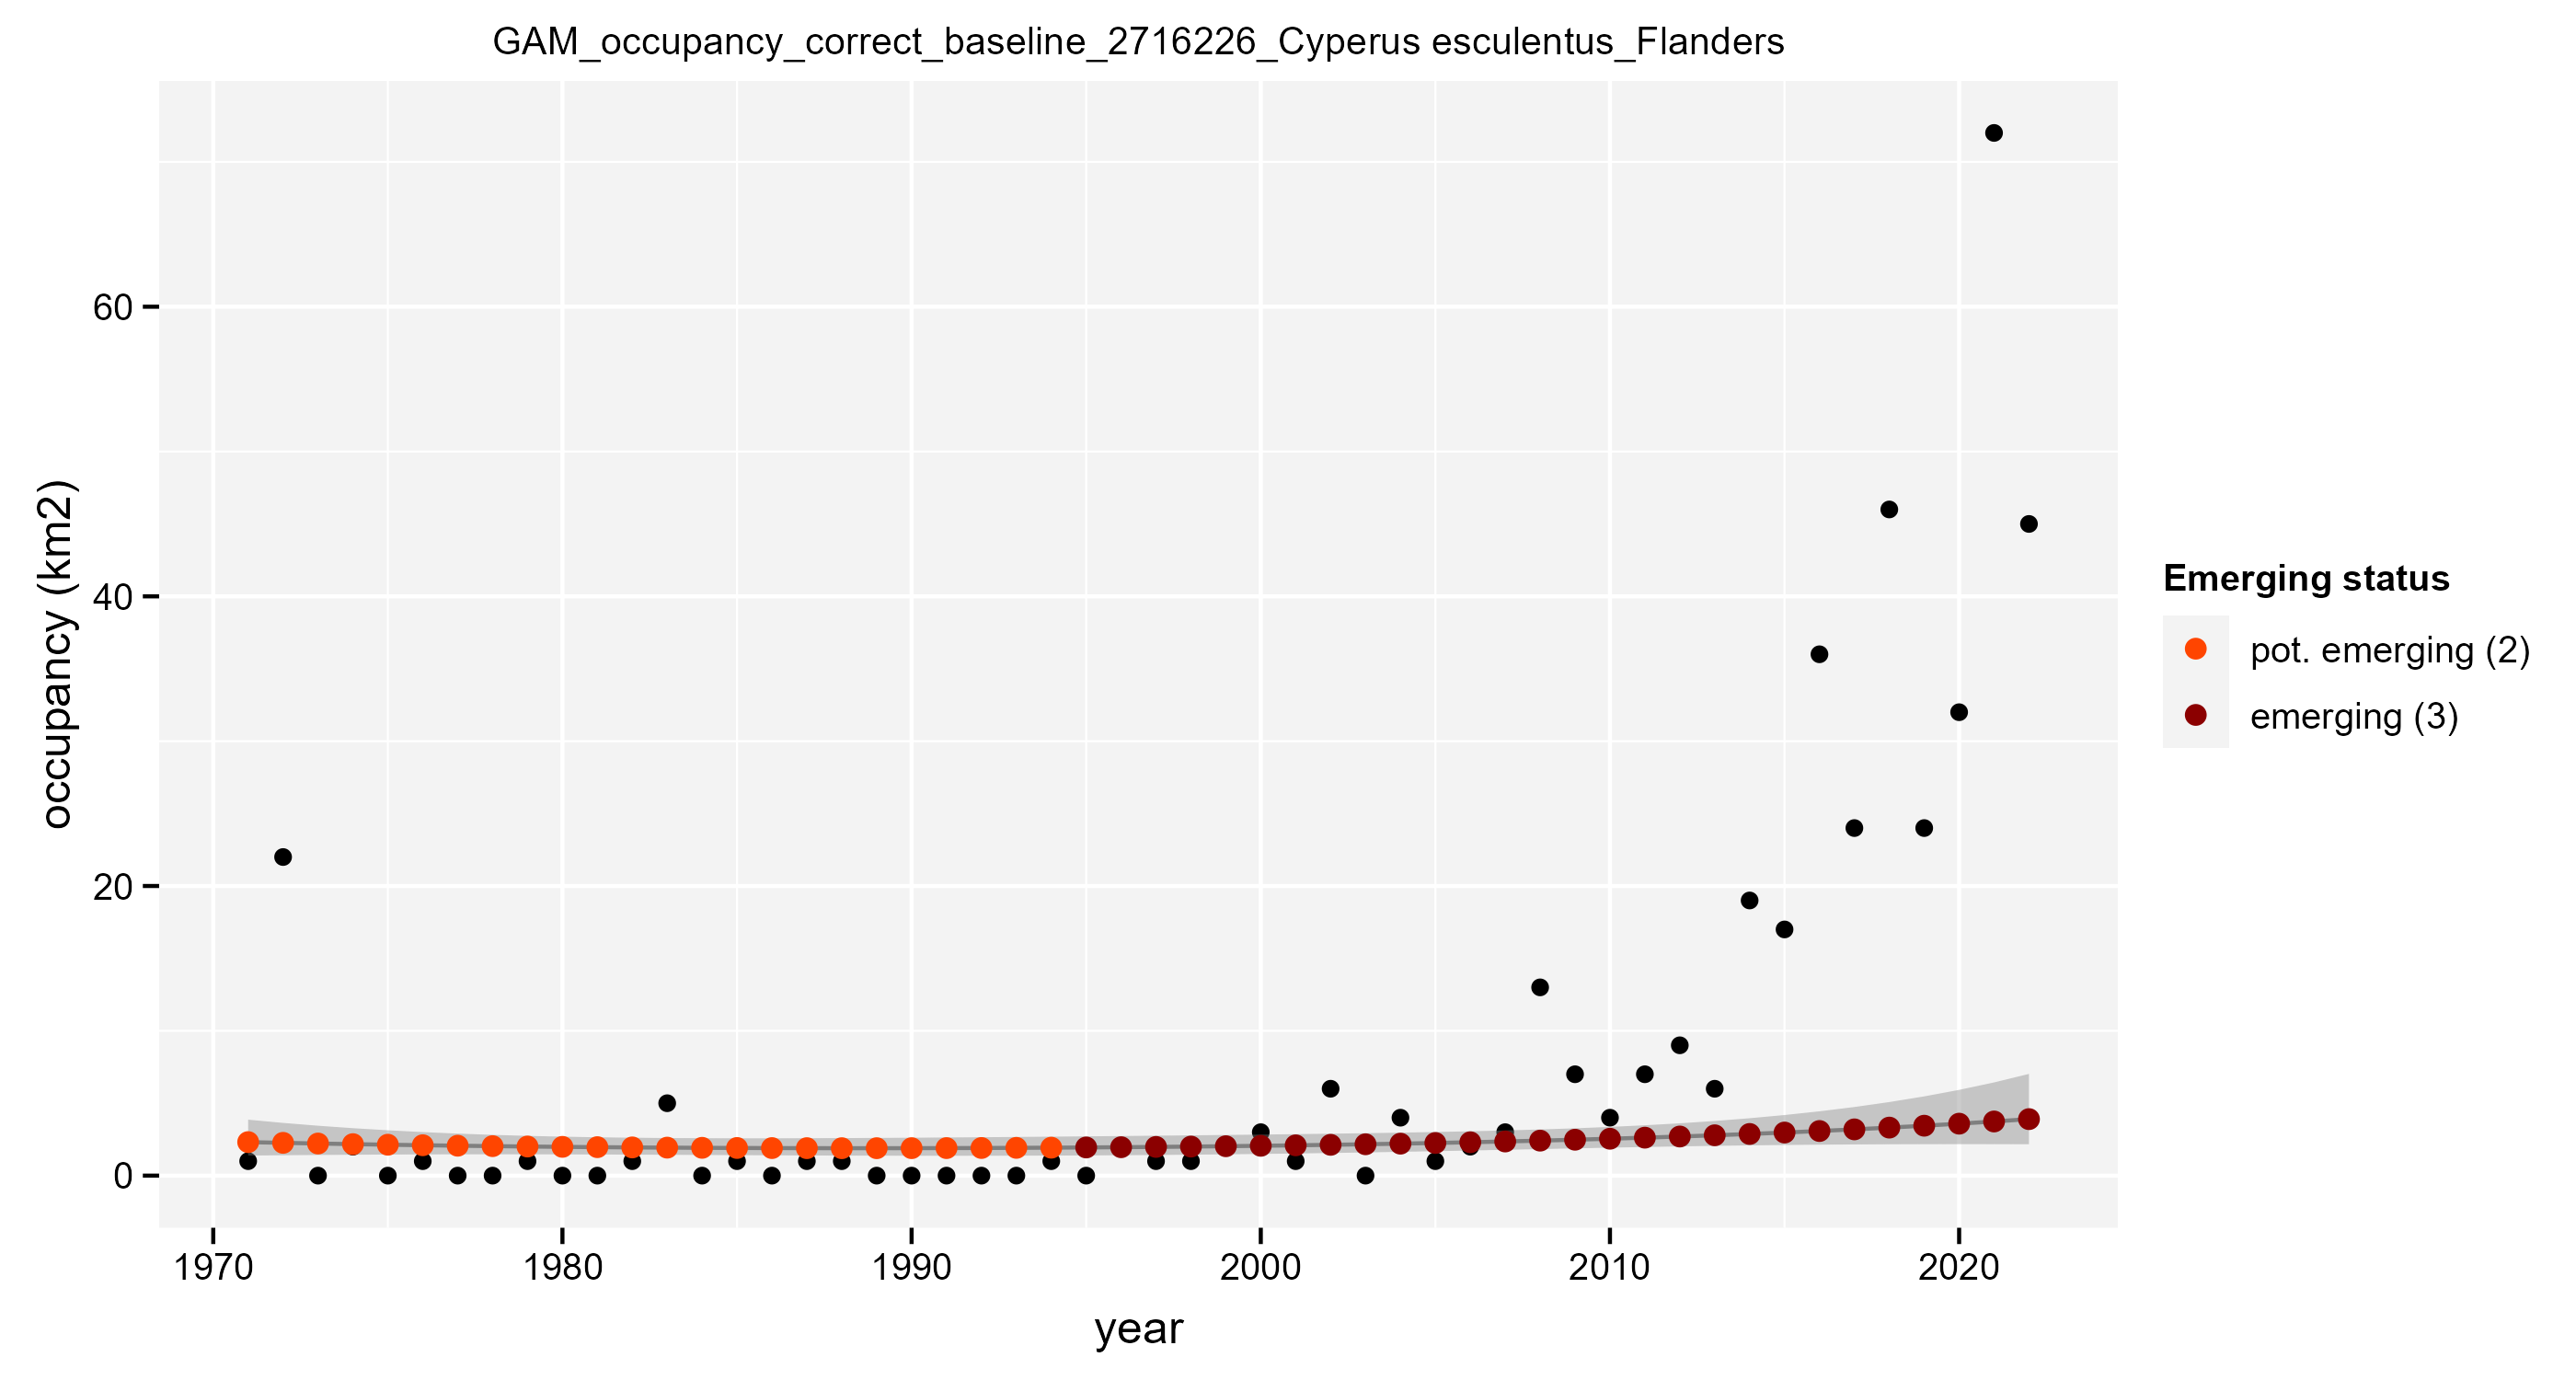 GAM_occupancy_correct_baseline_2716226_Cyperus esculentus_Flanders
occupancy (km2)
60
40
20
0
1970 1980 1990 2000 2010 2020
year
Emerging status
pot. emerging (2)
emerging (3)